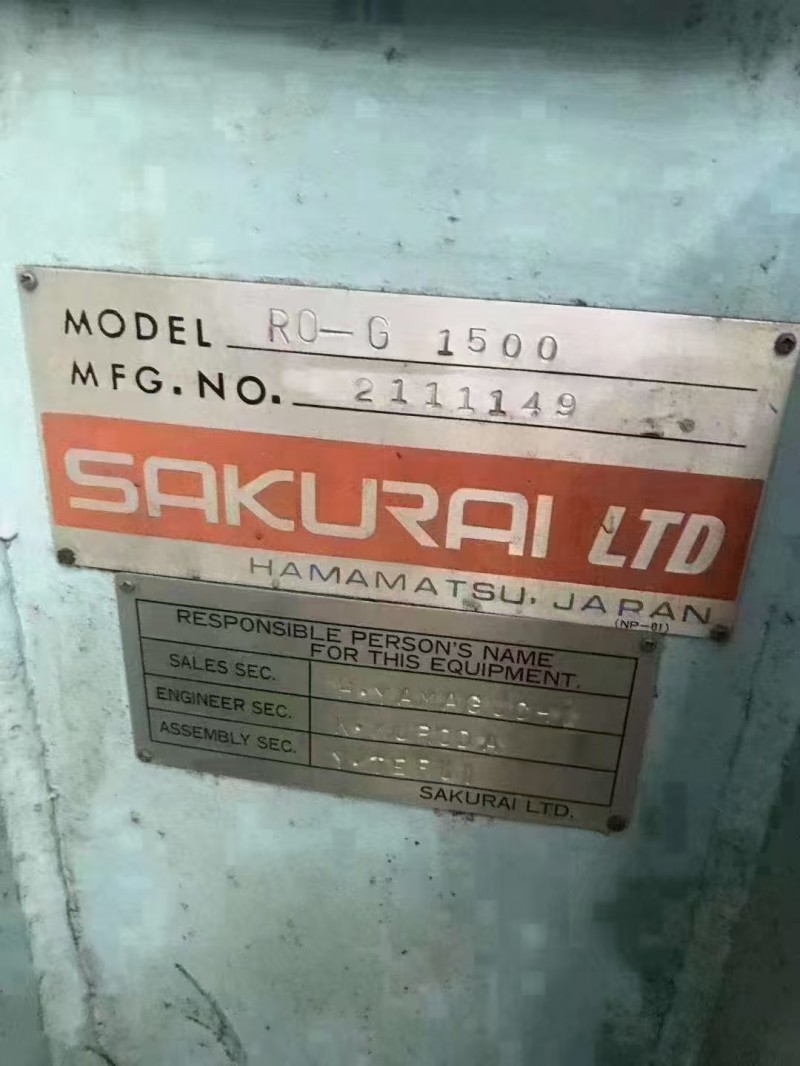 MODEL RO-G 1500
MFG.NO. 2111149
SAKURAI LTD
HAMAMATSU, JAPAN
(NP-01)
RESPONSIBLE PERSON'S NAME
FOR THIS EQUIPMENT.
SALES SEC.
ENGINEER SEC.
ASSEMBLY SEC.
SAKURAI LTD.